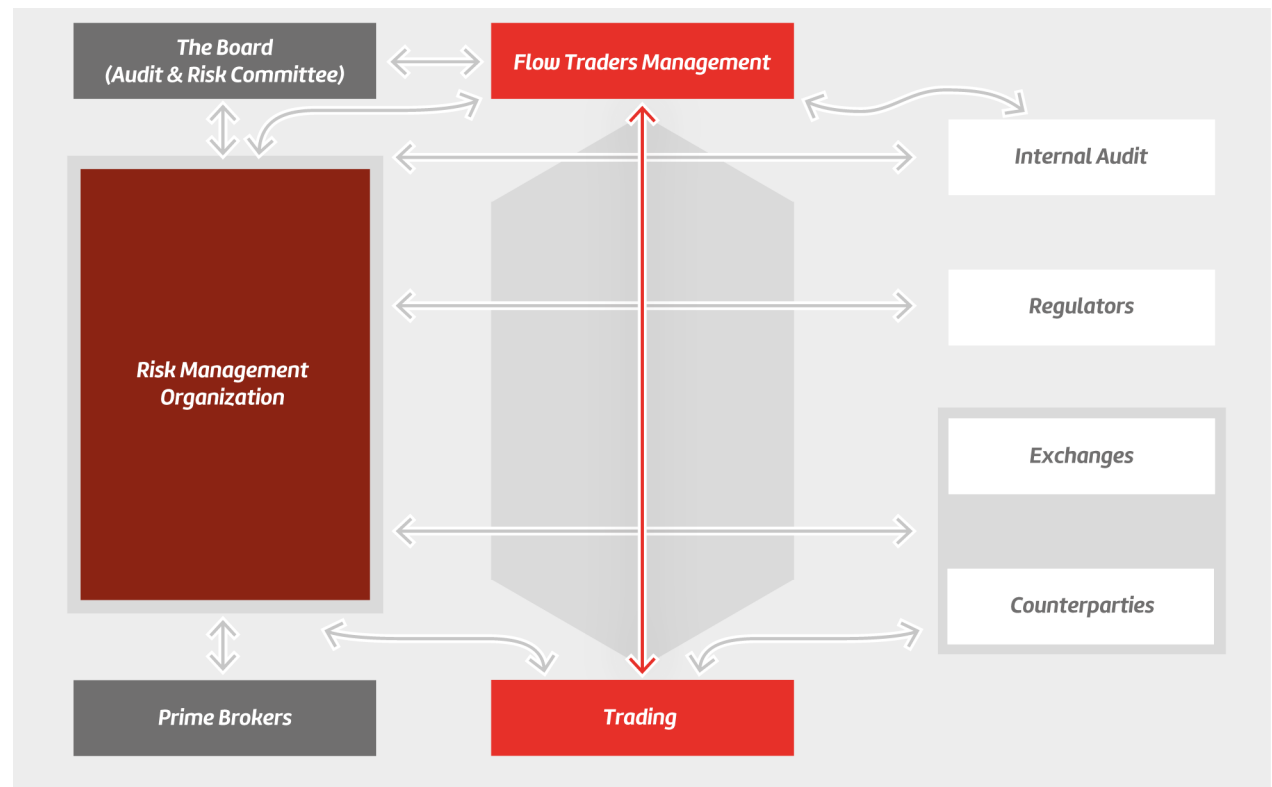 The Board
(Audit & Risk Committee)
Flow Traders Management
Internal Audit
Regulators
Risk Management
Organization
Exchanges
Counterparties
Prime Brokers
Trading